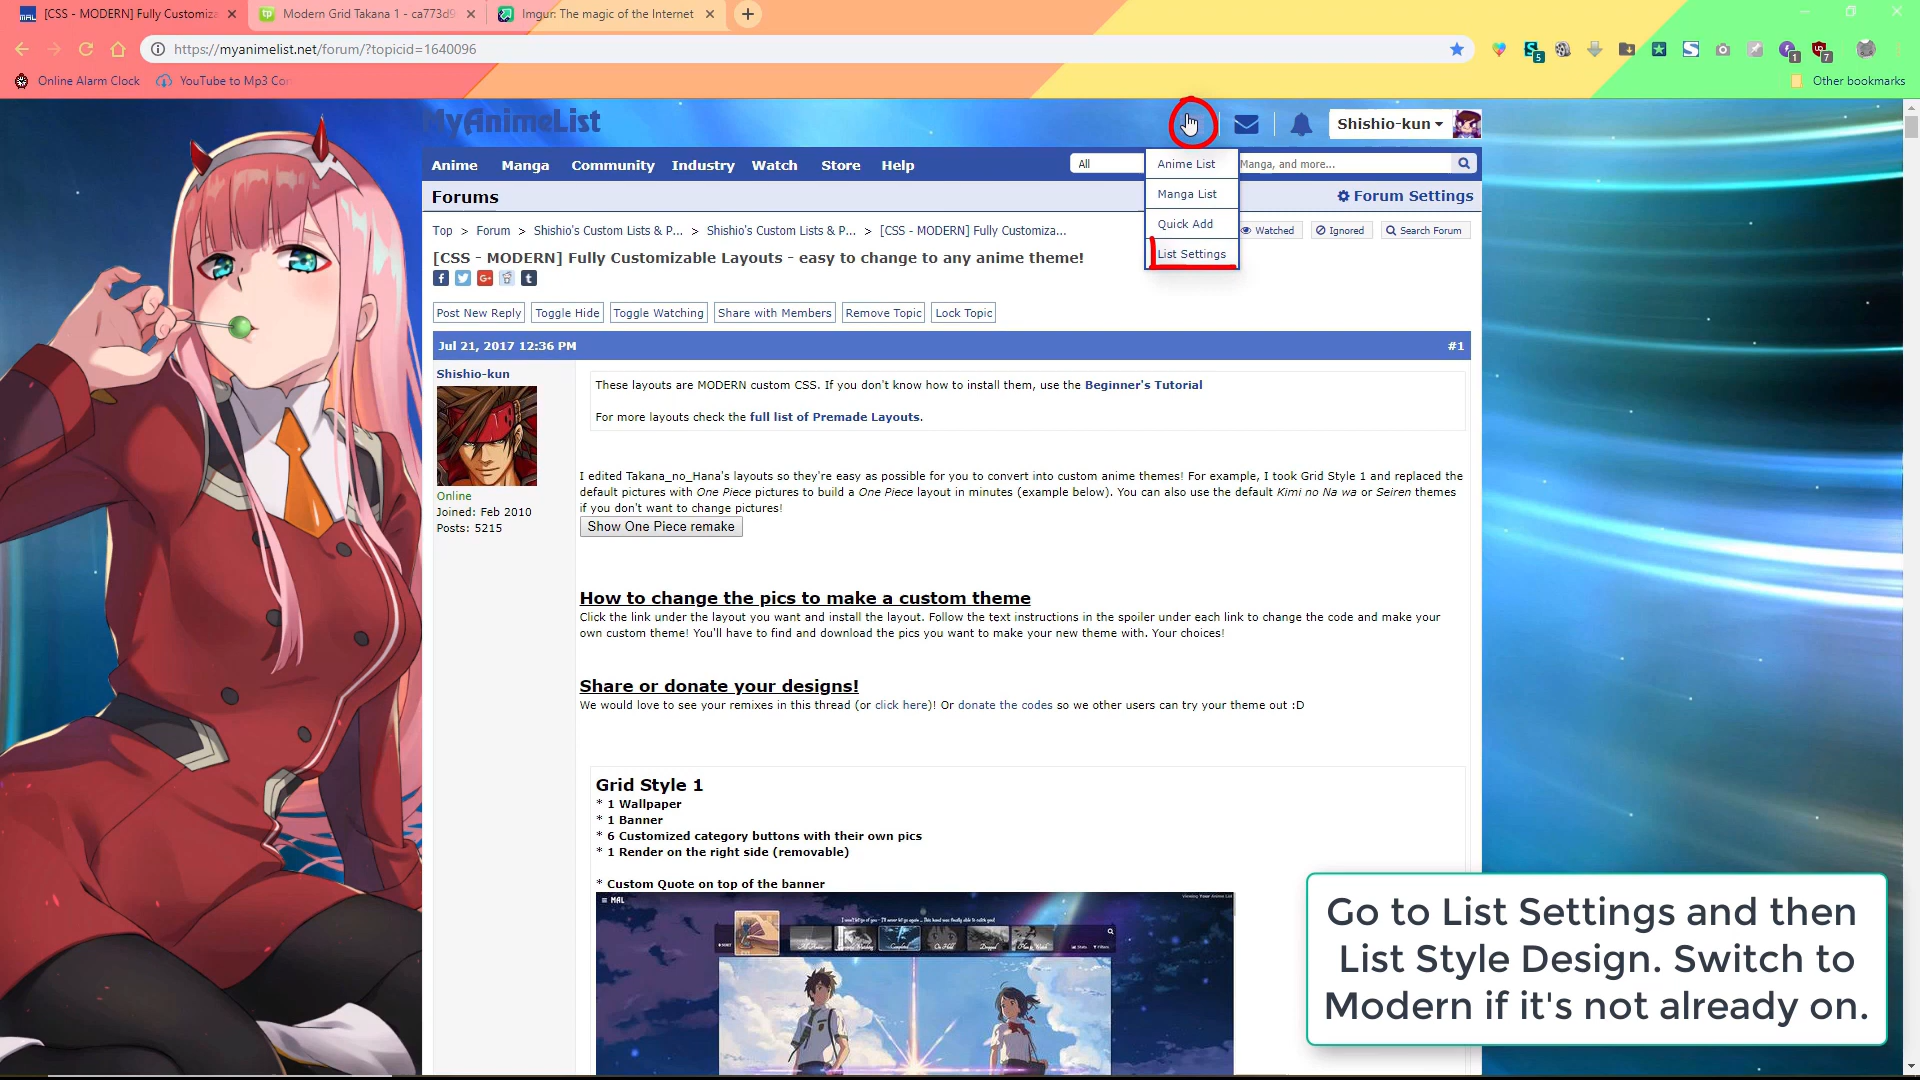 [CSS - MODERN] Fully Customiza
Modern Grid Takana 1 - ca773d9
Imgur: The magic of the Internet
https://myanimelist.net/forum/?topicid=1640096
5
1
7
Online Alarm Clock
YouTube to Mp3 Con
Other bookmarks
MyAnimeList
Shishio-kun
Anime
Manga
Community
Industry
Watch
Store
Help
All
Manga, and more...
Anime List
Manga List
Quick Add
List Settings
Forums
Forum Settings
Top > Forum > Shishio's Custom Lists & P... > Shishio's Custom Lists & P... > [CSS - MODERN] Fully Customiza...
Watched
Ignored
Search Forum
[CSS - MODERN] Fully Customizable Layouts - easy to change to any anime theme!
Post New Reply
Toggle Hide
Toggle Watching
Share with Members
Remove Topic
Lock Topic
Jul 21, 2017 12:36 PM
#1
Shishio-kun
Online
Joined: Feb 2010
Posts: 5215
These layouts are MODERN custom CSS. If you don't know how to install them, use the Beginner's Tutorial
For more layouts check the full list of Premade Layouts.
I edited Takana_no_Hana's layouts so they're easy as possible for you to convert into custom anime themes! For example, I took Grid Style 1 and replaced the
default pictures with One Piece pictures to build a One Piece layout in minutes (example below). You can also use the default Kimi no Na wa or Seiren themes
if you don't want to change pictures!
Show One Piece remake
How to change the pics to make a custom theme
Click the link under the layout you want and install the layout. Follow the text instructions in the spoiler under each link to change the code and make your
own custom theme! You'll have to find and download the pics you want to make your new theme with. Your choices!
Share or donate your designs!
We would love to see your remixes in this thread (or click here)! Or donate the codes so we other users can try your theme out :D
Grid Style 1
* 1 Wallpaper
* 1 Banner
* 6 Customized category buttons with their own pics
* 1 Render on the right side (removable)
* Custom Quote on top of the banner
MAL
Viewing Your Anime List
Go to List Settings and then
List Style Design. Switch to
Modern if it's not already on.